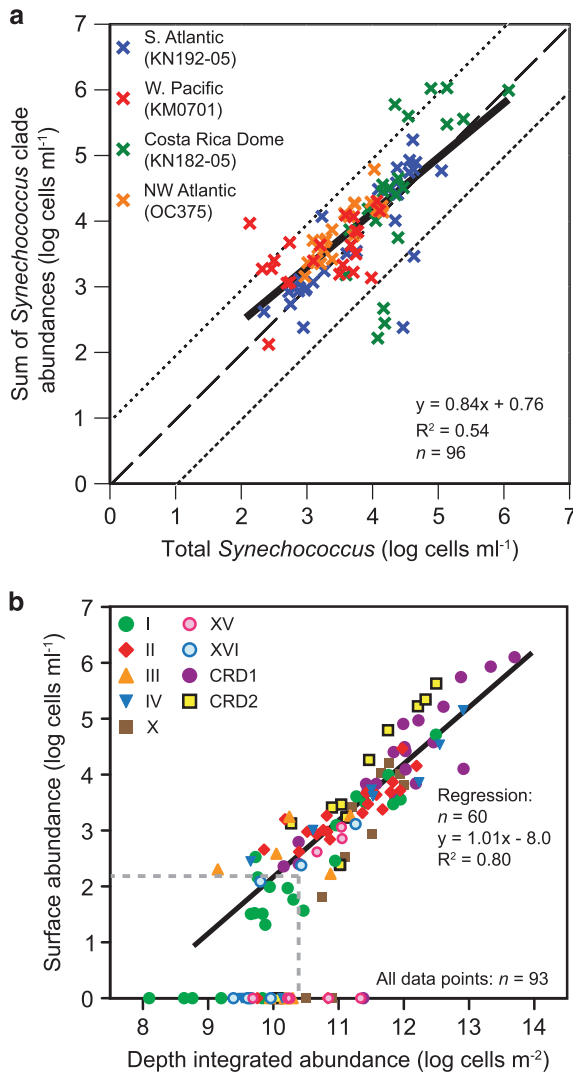 a
7
6
5
4
3
2
1
0
Sum of Synechococcus clade
abundances (log cells ml⁻¹)
S. Atlantic
(KN192-05)
W. Pacific
(KM0701)
Costa Rica Dome
(KN182-05)
NW Atlantic
(OC375)
y = 0.84x + 0.76
R² = 0.54
n = 96
0 1 2 3 4 5 6 7
Total Synechococcus (log cells ml⁻¹)
b
7
6
5
4
3
2
1
0
Surface abundance (log cells ml⁻¹)
I XV
II XVI
III CRD1
IV CRD2
X
Regression:
n = 60
y = 1.01x - 8.0
R² = 0.80
All data points: n = 93
8 9 10 11 12 13 14
Depth integrated abundance (log cells m⁻²)